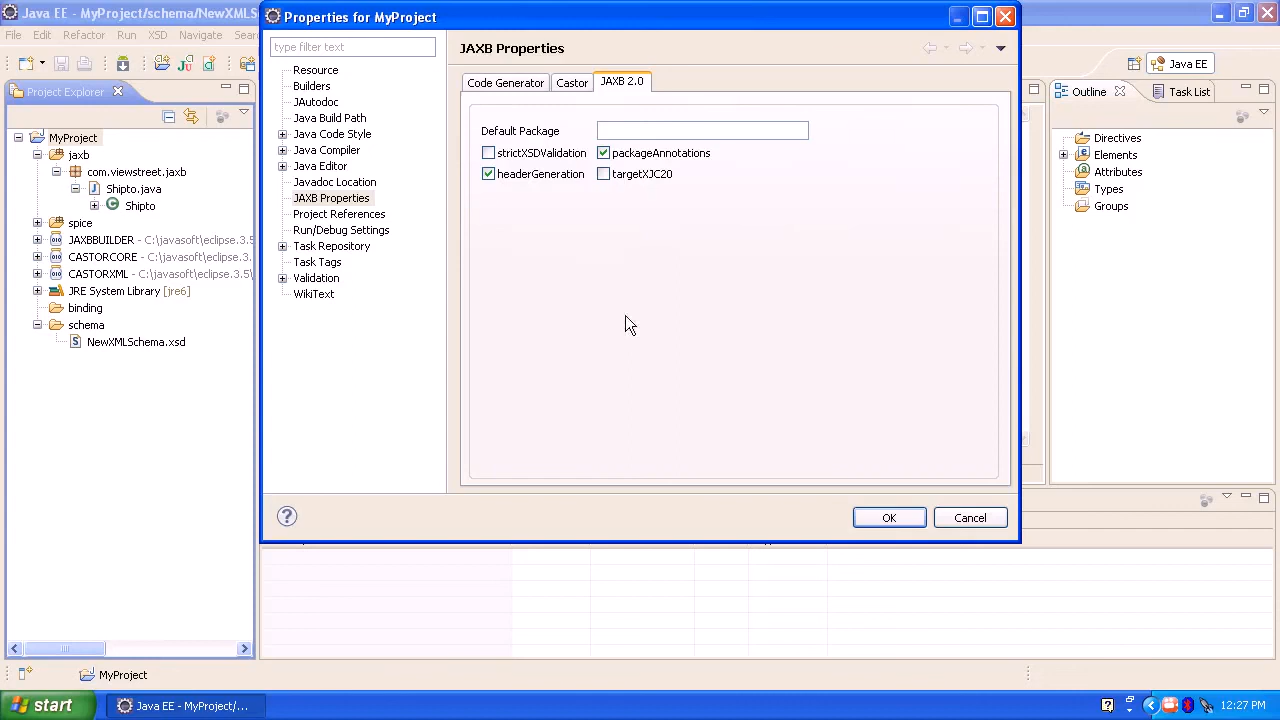 Java EE - MyProject/schema/NewXMLS
Properties for MyProject
File Edit Refactor Run XSD Navigate Sear
type filter text
JAXB Properties
Java EE
Project Explorer
Resource
Builders
JAutodoc
Java Build Path
Java Code Style
Java Compiler
Java Editor
Javadoc Location
JAXB Properties
Project References
Run/Debug Settings
Task Repository
Task Tags
Validation
WikiText
Code Generator Castor JAXB 2.0
Default Package
strictXSDValidation packageAnnotations
headerGeneration targetXJC20
OK Cancel
MyProject
jaxb
com.viewstreet.jaxb
Shipto.java
Shipto
spice
JAXBBUILDER - C:\javasoft\eclipse.3.5
CASTORCORE - C:\javasoft\eclipse.3.5
CASTORXML - C:\javasoft\eclipse.3.5\
JRE System Library [jre6]
binding
schema
NewXMLSchema.xsd
Outline Task List
Directives
Elements
Attributes
Types
Groups
MyProject
start Java EE - MyProject/... 12:27 PM